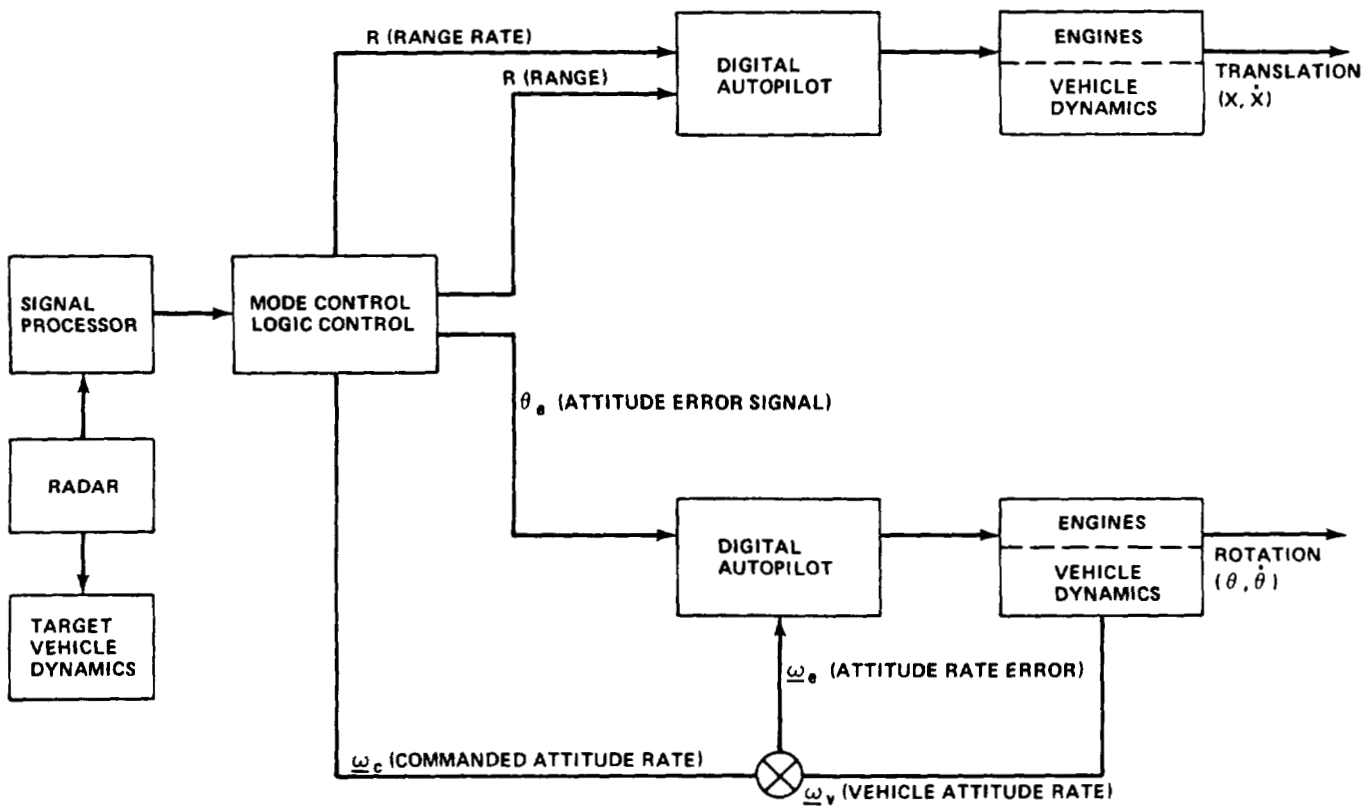 R (RANGE RATE)
R (RANGE)
DIGITAL
AUTOPILOT
ENGINES
VEHICLE
DYNAMICS
TRANSLATION
(X, Ẋ)
SIGNAL
PROCESSOR
MODE CONTROL
LOGIC CONTROL
RADAR
TARGET
VEHICLE
DYNAMICS
θe (ATTITUDE ERROR SIGNAL)
DIGITAL
AUTOPILOT
ENGINES
VEHICLE
DYNAMICS
ROTATION
(θ, θ̇)
ωe (ATTITUDE RATE ERROR)
ωc (COMMANDED ATTITUDE RATE)
ωv (VEHICLE ATTITUDE RATE)